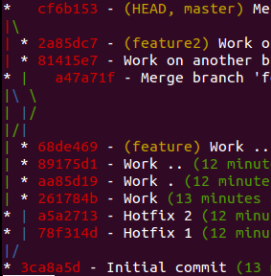 * cf6b153 - (HEAD, master) Me
|\
| * 2a85dc7 - (feature2) Work o
| * 81415e7 - Work on another b
* | a47a71f - Merge branch 'f
|\ \
| |/
|/|
| * 68de469 - (feature) Work ..
| * 89175d1 - Work .. (12 minut
| * aa85d19 - Work . (12 minute
| * 261784b - Work (13 minutes
* | a5a2713 - Hotfix 2 (12 minu
* | 78f314d - Hotfix 1 (12 minu
|/
* 3ca8a5d - Initial commit (13